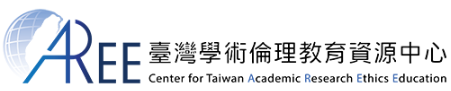 AREE 臺灣學術倫理教育資源中心
Center for Taiwan Academic Research Ethics Education